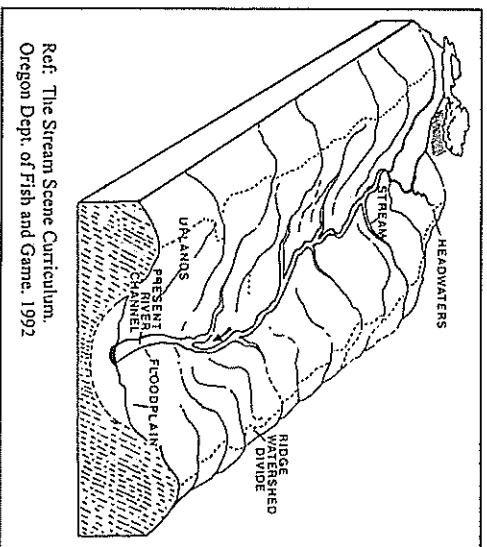 HEADWATERS
STREAM
RIDGE
WATERSHED
DIVIDE
UPLANDS
PRESENT
RIVER
CHANNEL
FLOODPLAIN
Ref: The Stream Scene Curriculum.
Oregon Dept. of Fish and Game. 1992